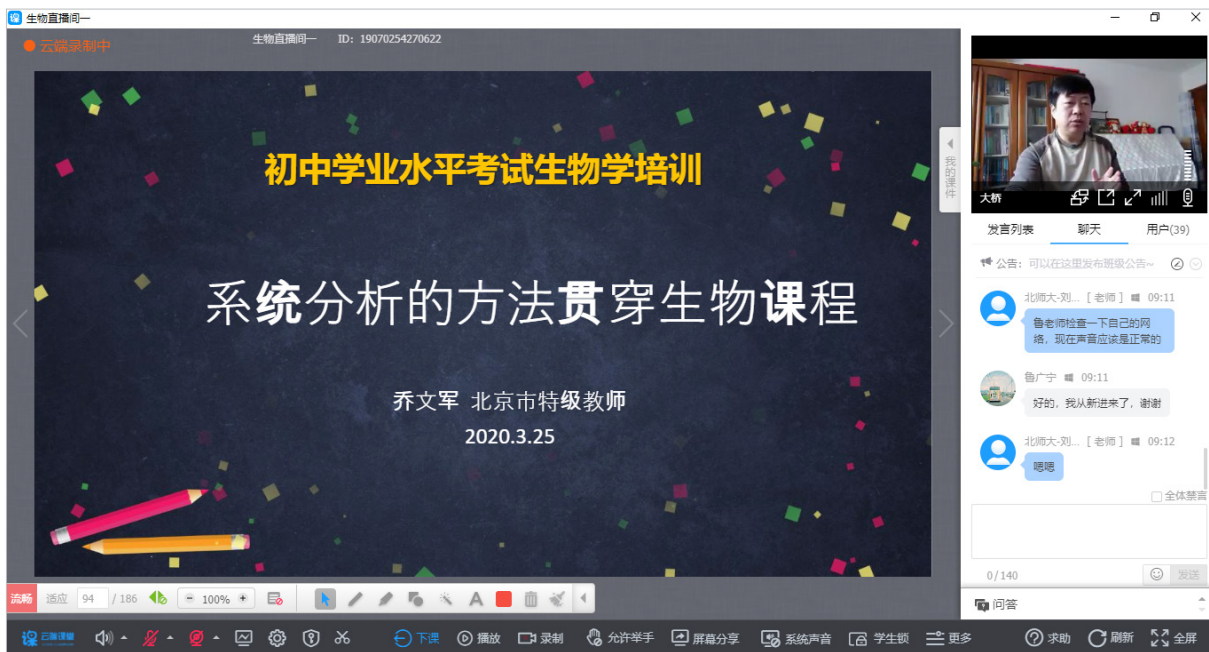 生物直播间一
云端录制中
生物直播间一 ID: 19070254270622
初中学业水平考试生物学培训
系统分析的方法贯穿生物课程
乔文军 北京市特级教师
2020.3.25
我的课件
大桥
发言列表 聊天 用户(39)
公告: 可以在这里发布班级公告~
北师大-刘... [ 老师 ] 09:11
鲁老师检查一下自己的网
络，现在声音应该是正常的
鲁广宁 09:11
好的，我从新进来了，谢谢
北师大-刘... [ 老师 ] 09:12
嗯嗯
全体禁言
0/140 发送
问答
流畅 适应 94 / 186 100% A
云端课堂 下课 播放 录制 允许举手 屏幕分享 系统声音 学生锁 更多 求助 刷新 全屏